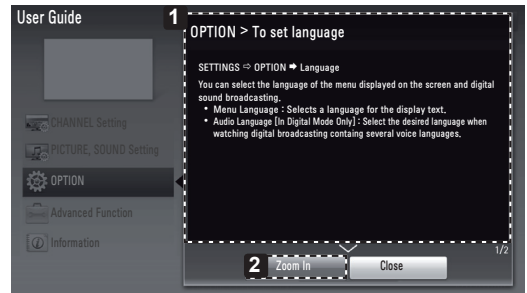 User Guide
1
OPTION > To set language
SETTINGS ⇨ OPTION ➡ Language
You can select the language of the menu displayed on the screen and digital
sound broadcasting.
• Menu Language : Selects a language for the display text.
• Audio Language [In Digital Mode Only] : Select the desired language when
watching digital broadcasting containg several voice languages.
CHANNEL Setting
PICTURE, SOUND Setting
OPTION
Advanced Function
Information
1/2
2
Zoom In
Close